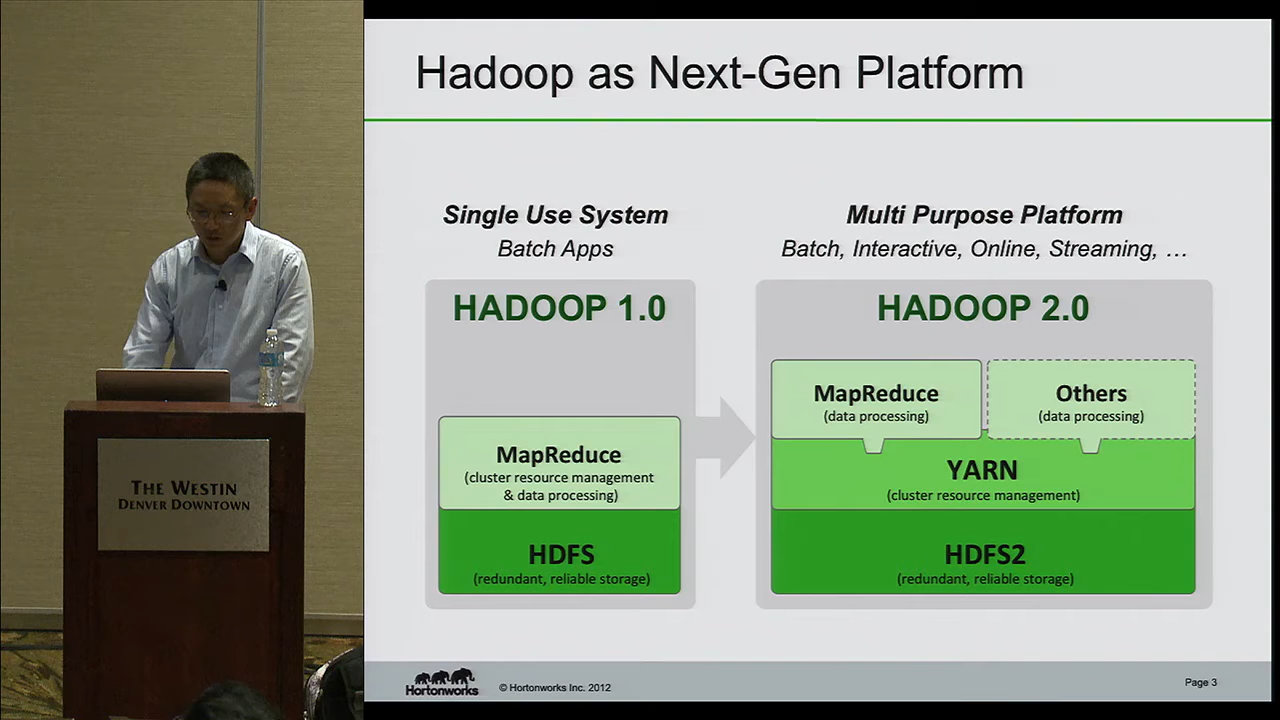 THE WESTIN
DENVER DOWNTOWN
Hadoop as Next-Gen Platform
Single Use System
Batch Apps
HADOOP 1.0
MapReduce
(cluster resource management
& data processing)
HDFS
(redundant, reliable storage)
Multi Purpose Platform
Batch, Interactive, Online, Streaming, …
HADOOP 2.0
MapReduce
(data processing)
Others
(data processing)
YARN
(cluster resource management)
HDFS2
(redundant, reliable storage)
Hortonworks
© Hortonworks Inc. 2012
Page 3